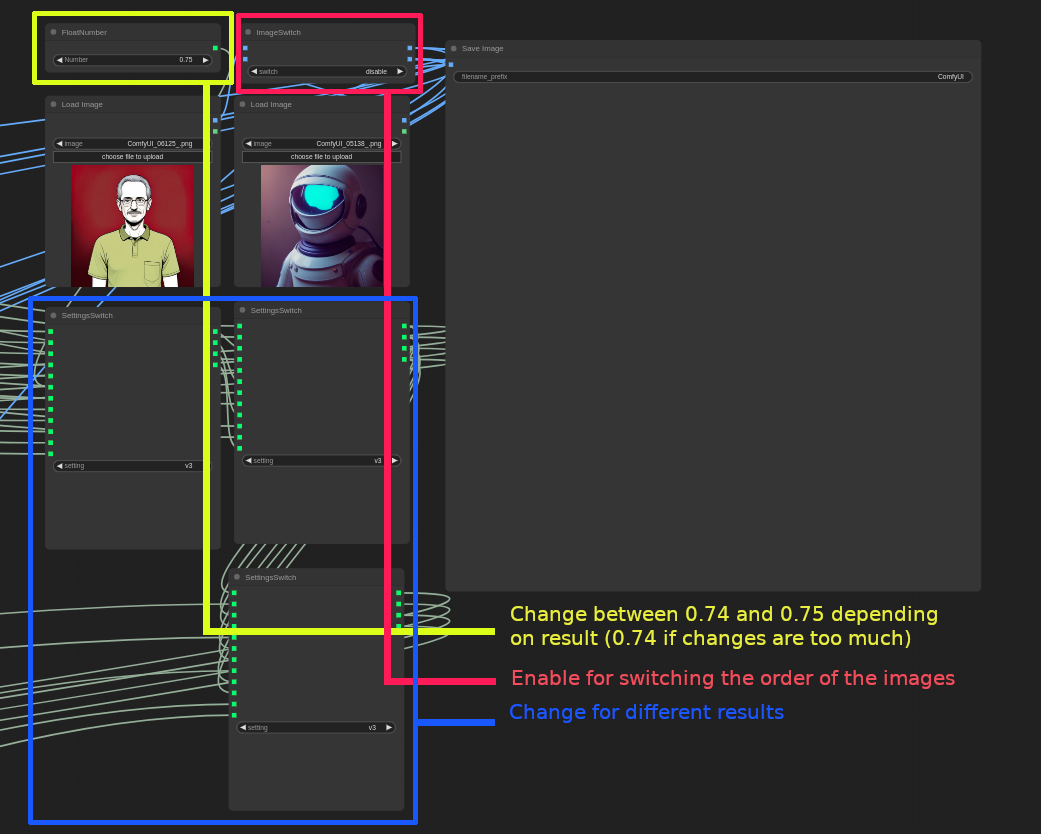 FloatNumber
Number 0.75
ImageSwitch
switch disable
Save Image
filename_prefix ComfyUI
Load Image
image ComfyUI_06125_.png
choose file to upload
Load Image
image ComfyUI_05138_.png
choose file to upload
SettingsSwitch
setting v3
SettingsSwitch
setting v3
SettingsSwitch
setting v3
Change between 0.74 and 0.75 depending
on result (0.74 if changes are too much)
Enable for switching the order of the images
Change for different results